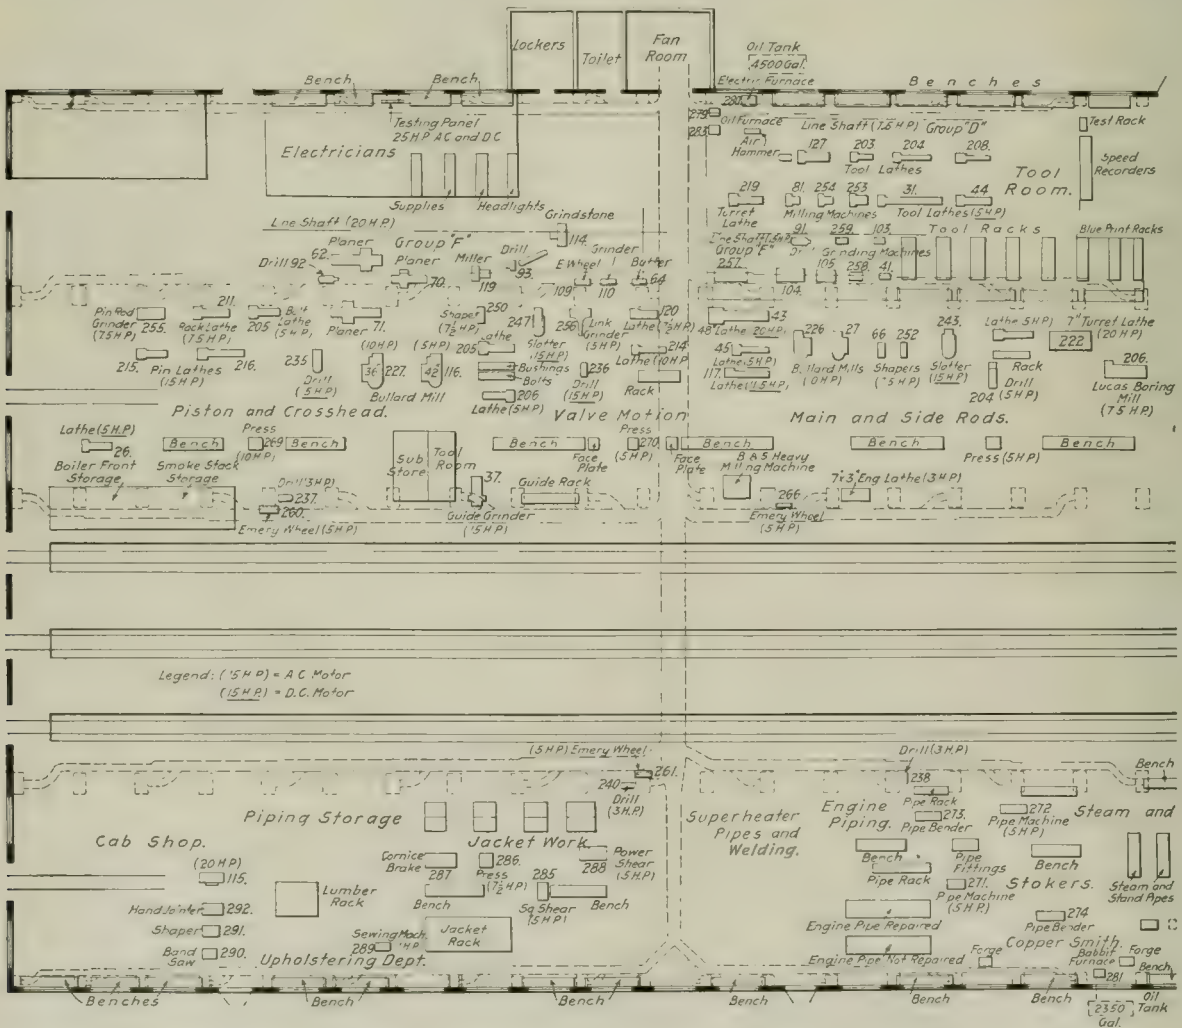 Lockers
Toilet
Fan
Room
Oil Tank
4500 Gal.
Bench
Bench
Electric Furnace
Benches
280.
279
283
Oil Furnace
Air
Hammer
Line Shaft (7.5 H P) Group "D"
127
203
204
208.
Tool Lathes
Test Rack
Speed
Recorders
Tool
Room.
Testing Panel
25 H.P. AC and D.C
Electricians
Supplies
Headlights
219
Turret
Lathe
81.
254
253
Milling Machines
31.
44
Tool Lathes (5 H P)
Line Shaft (20 H.P.)
Grindstone
114.
Planer
62.
Group "F"
Planer
70.
Drill 92
Miller
119
Drill
93.
Grinder
E Wheel
109
110
64
91.
259.
103.
Group "E"
257.
Grinding Machines
104.
105
258.
41.
Tool Racks
Blue Print Racks
Pin Rod
Grinder
(7.5 H P)
255.
211.
Rack Lathe
(7.5 H P)
205
Lathe
(5 H P)
Planer
71.
Shaper
(7½ H P)
250
247
Slotter
(15 H P)
256
Link
Grinder
(5 H P)
120
Lathe
43
48" Lathe 20 H P.
226
27
66
252
243.
Lathe 5 H P)
7" Turret Lathe
(20 H P)
222
215.
Pin Lathes
(15 H P)
216.
235
Drill
(5 H P)
(10 H P)
36"
227.
(5 H P)
42"
116.
Bullard Mill
205
Lathe
Bushings
Bolts
206
Lathe (5 H P)
236
Drill
(15 H P)
214
Lathe (10 H P
Rack
45
Lathe (5 H P)
117.
Lathe
Mills
Shapers
Slotter
(15 H P)
Rack
Drill
(5 H P)
204
206.
Lucas Boring
Mill
(7.5 H P)
Piston and Crosshead.
Valve Motion
Main and Side Rods.
Lathe (5 H.P)
26.
Boiler Front
Storage
Bench
Smoke Stack
Storage
Press
269
(10 H P)
Bench
Sub
Store
Tool
Room
Bench
Face
Plate
Press
(5 H P)
270
Face
Plate
Bench
B & S Heavy
Milling Machine
Bench
Press (5 H P)
Bench
Drill (3 H P)
237.
260.
Emery Wheel (5 H P)
37.
Guide Grinder
Guide Rack
266
Emery Wheel
(5 H P)
7'x3' Eng Lathe (3 H P)
Legend: (15 H P) = A C. Motor
(15 H P.) = D.C. Motor
(5 H P) Emery Wheel
261.
240
Drill
(3 H P)
Drill (3 H.P)
238
Pipe Rack
273.
Pipe Bender
272
Pipe Machine
(5 H P)
Bench
Piping Storage
Superheater
Pipes and
Welding.
Engine
Piping.
Steam and
Cab Shop.
Jacket Work.
(20 H P)
115.
Cornice
Brake
287
286.
Press
(7½ H P)
285
288
Power
Shear
(5 H P)
Bench
Sq Shear
(5 H P)
Bench
Bench
Pipe Rack
Pipe
Fittings
271.
Pipe Machine
(5 H P)
Bench
Stokers.
Steam and
Stand Pipes
Lumber
Rack
Hand Jointer
292.
Shaper
291.
Band
Saw
290.
Sewing Mach.
289
Jacket
Rack
Engine Pipe Repaired
Engine Pipe Not Repaired
274
Pipe Bender
Copper Smith.
Forge
Babbit
Furnace
Forge
281
Bench
Upholstering Dept.
Benches
Bench
Bench
Bench
Bench
Bench
2350
Gal.
Oil
Tank